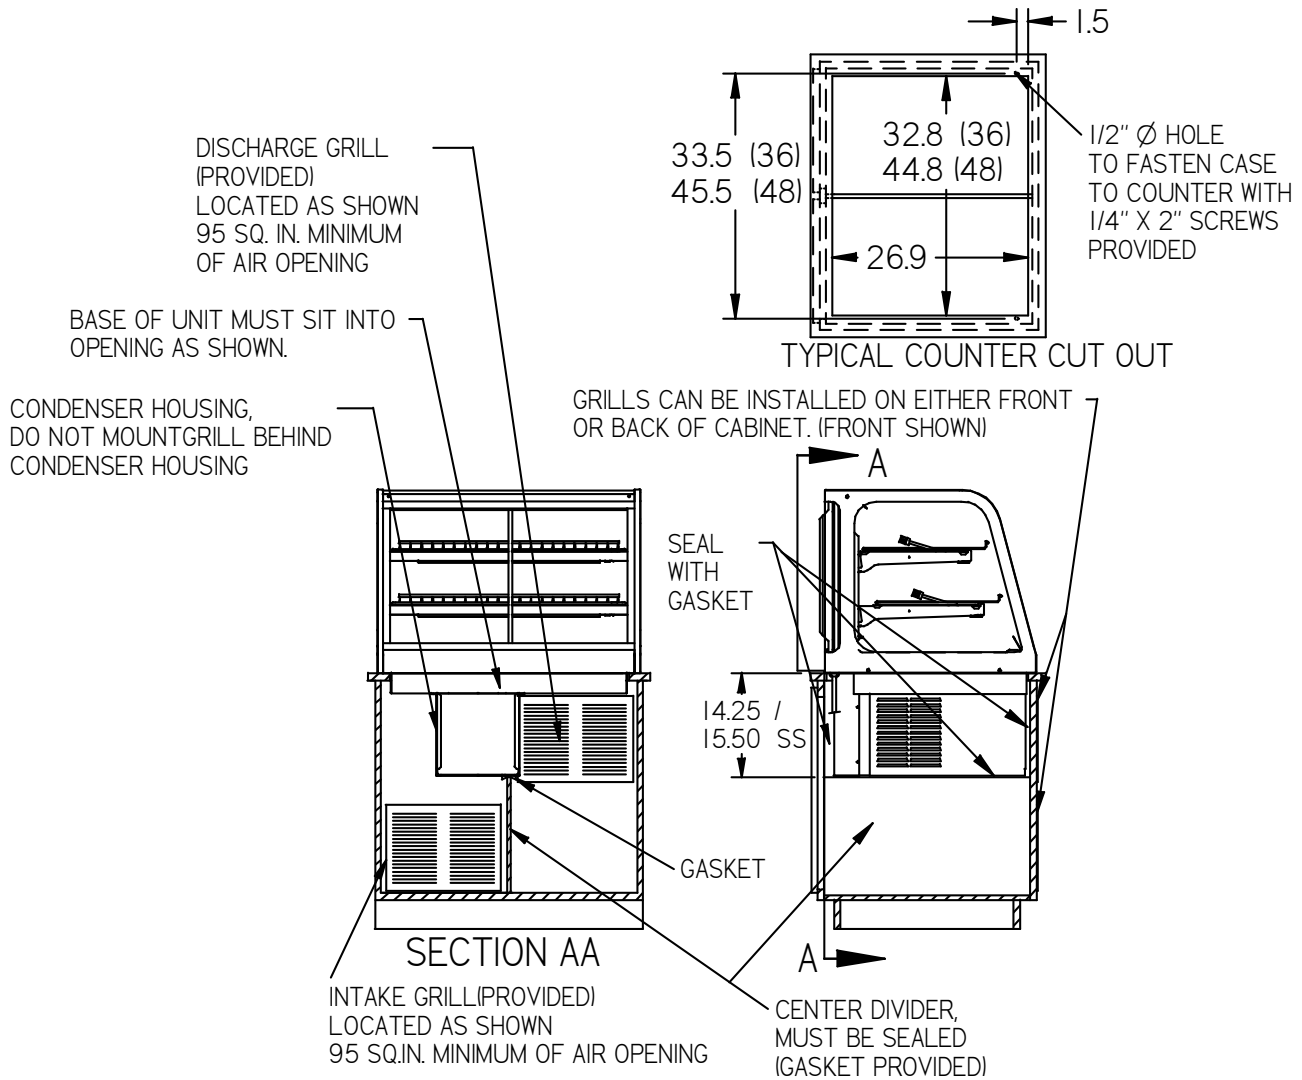 1.5
33.5 (36)
45.5 (48)
32.8 (36)
44.8 (48)
26.9
1/2" Ø HOLE
TO FASTEN CASE
TO COUNTER WITH
1/4" X 2" SCREWS
PROVIDED
TYPICAL COUNTER CUT OUT
DISCHARGE GRILL
(PROVIDED)
LOCATED AS SHOWN
95 SQ. IN. MINIMUM
OF AIR OPENING
BASE OF UNIT MUST SIT INTO
OPENING AS SHOWN.
CONDENSER HOUSING,
DO NOT MOUNTGRILL BEHIND
CONDENSER HOUSING
GRILLS CAN BE INSTALLED ON EITHER FRONT
OR BACK OF CABINET. (FRONT SHOWN)
A
SEAL
WITH
GASKET
14.25 /
15.50 SS
GASKET
SECTION AA
A
INTAKE GRILL(PROVIDED)
LOCATED AS SHOWN
95 SQ.IN. MINIMUM OF AIR OPENING
CENTER DIVIDER,
MUST BE SEALED
(GASKET PROVIDED)